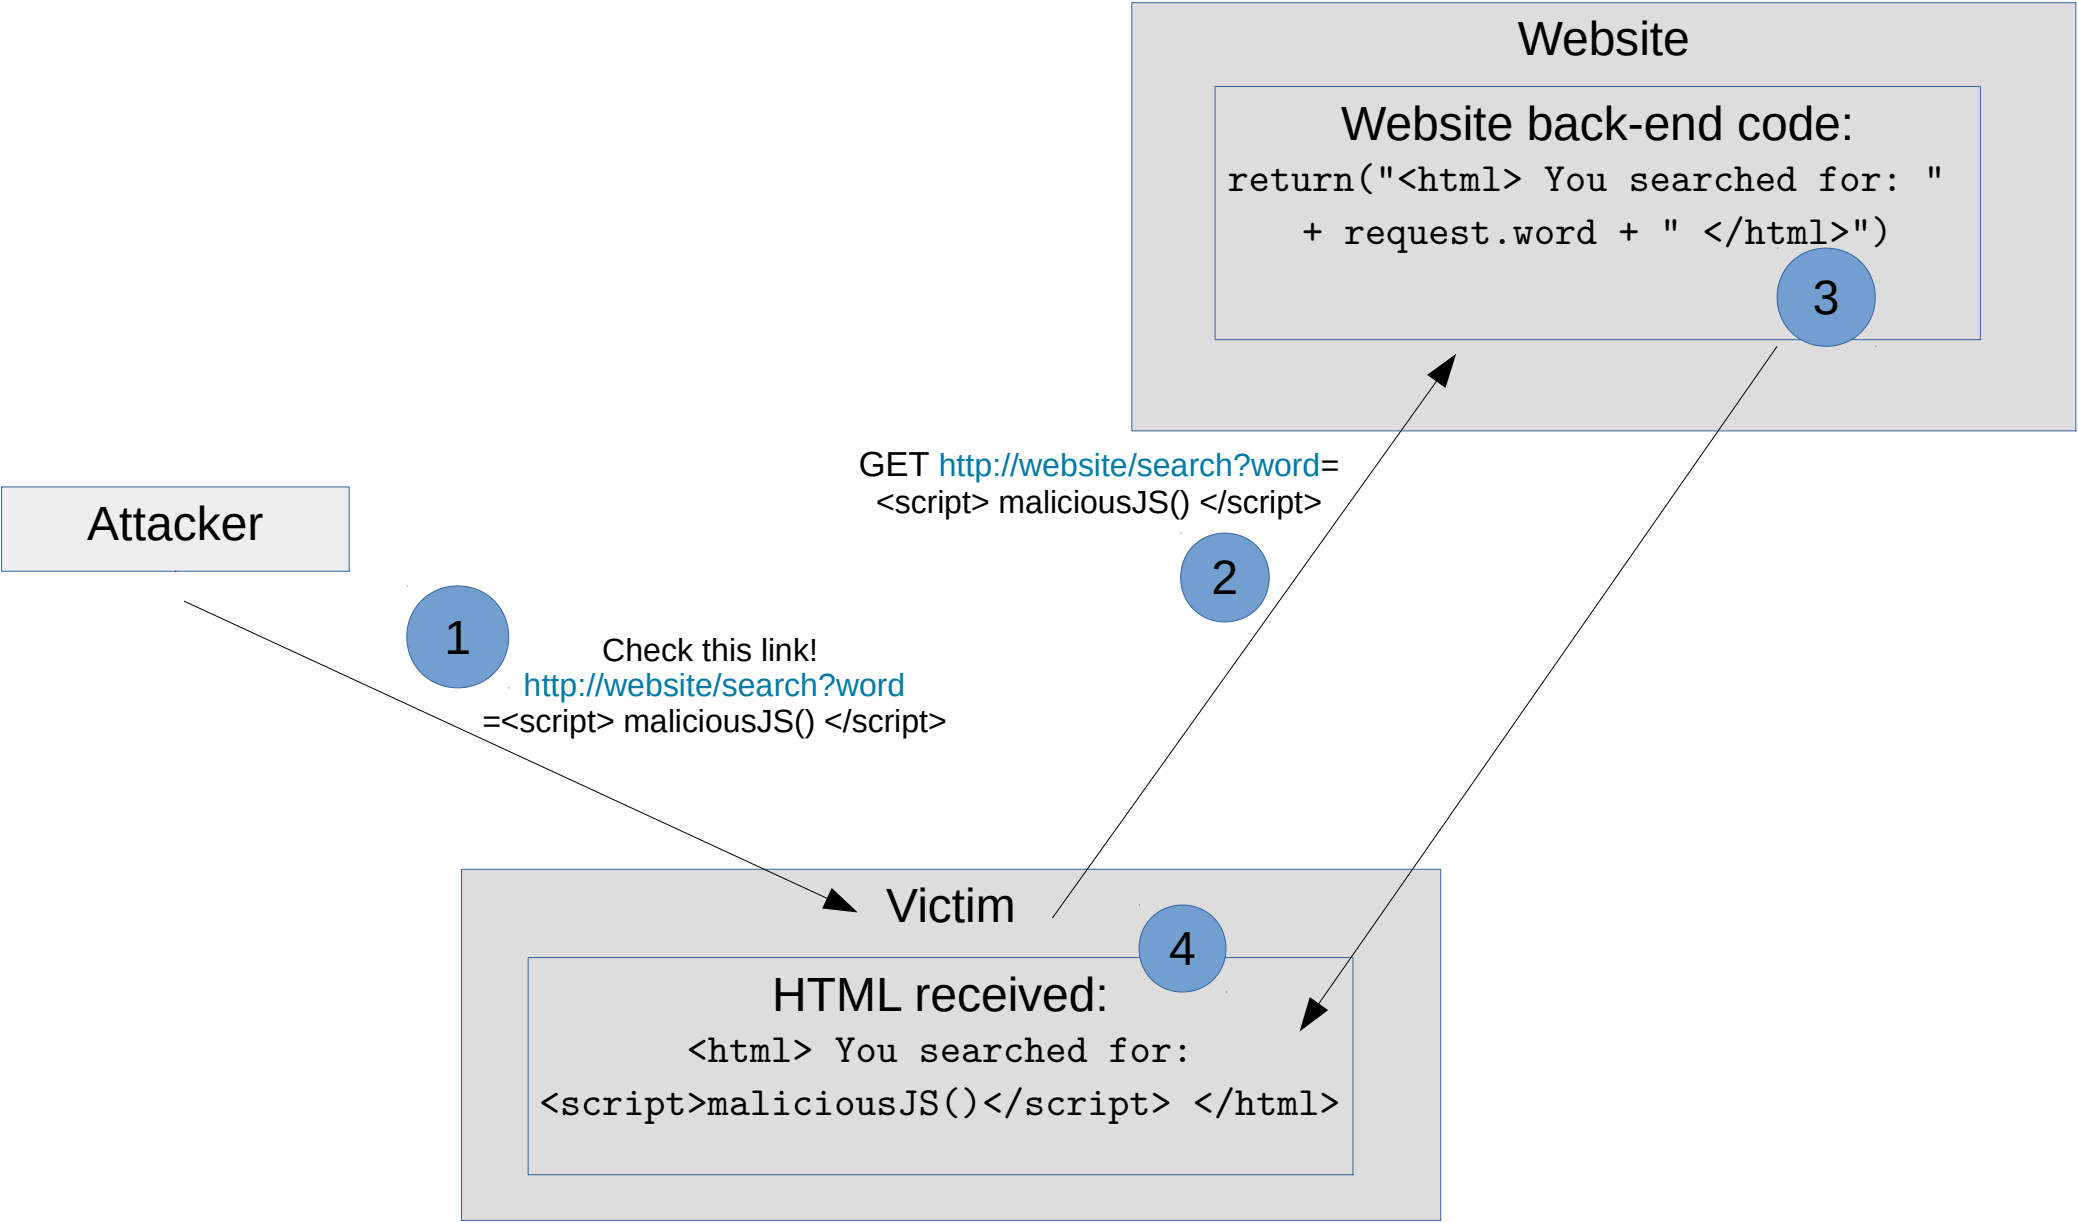 Website
Website back-end code:
return("<html> You searched for: "
+ request.word + " </html>")
3
GET http://website/search?word=
<script> maliciousJS() </script>
2
Attacker
1
Check this link!
http://website/search?word
=<script> maliciousJS() </script>
Victim
4
HTML received:
<html> You searched for:
<script>maliciousJS()</script> </html>